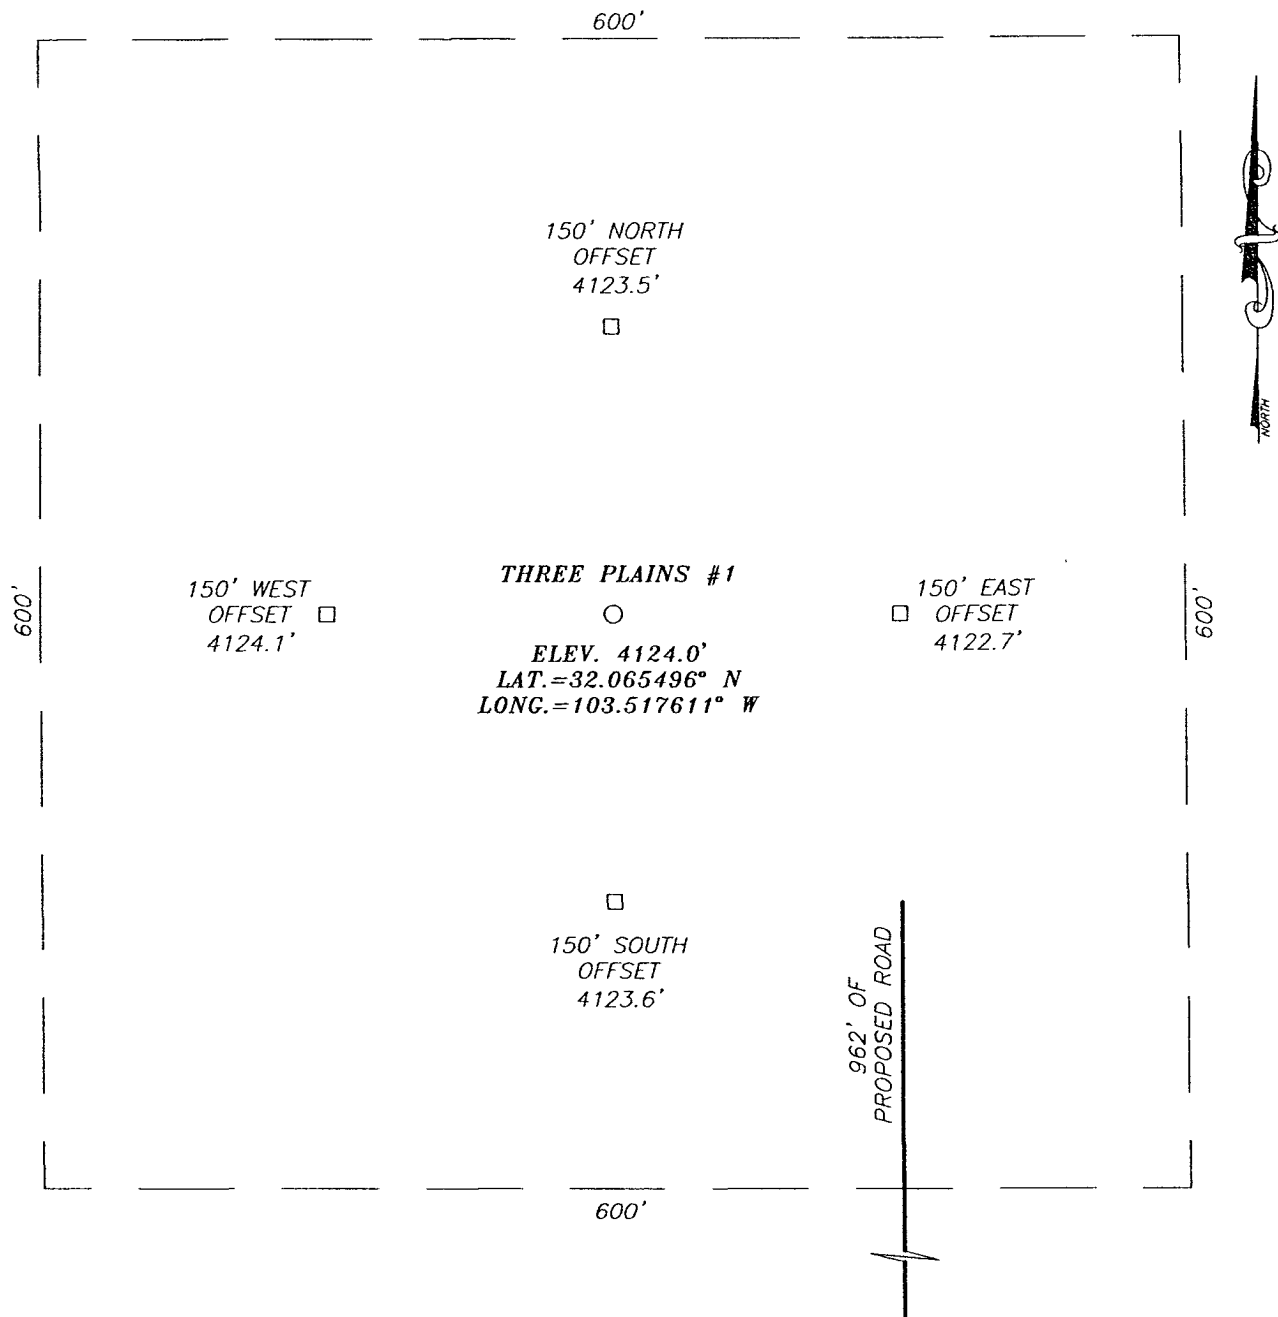 600'
150' NORTH
OFFSET
4123.5'
NORTH
600'
150' WEST
OFFSET
4124.1'
THREE PLAINS #1
ELEV. 4124.0'
LAT.=32.065496° N
LONG.=103.517611° W
150' EAST
OFFSET
4122.7'
600'
150' SOUTH
OFFSET
4123.6'
962' OF
PROPOSED ROAD
600'